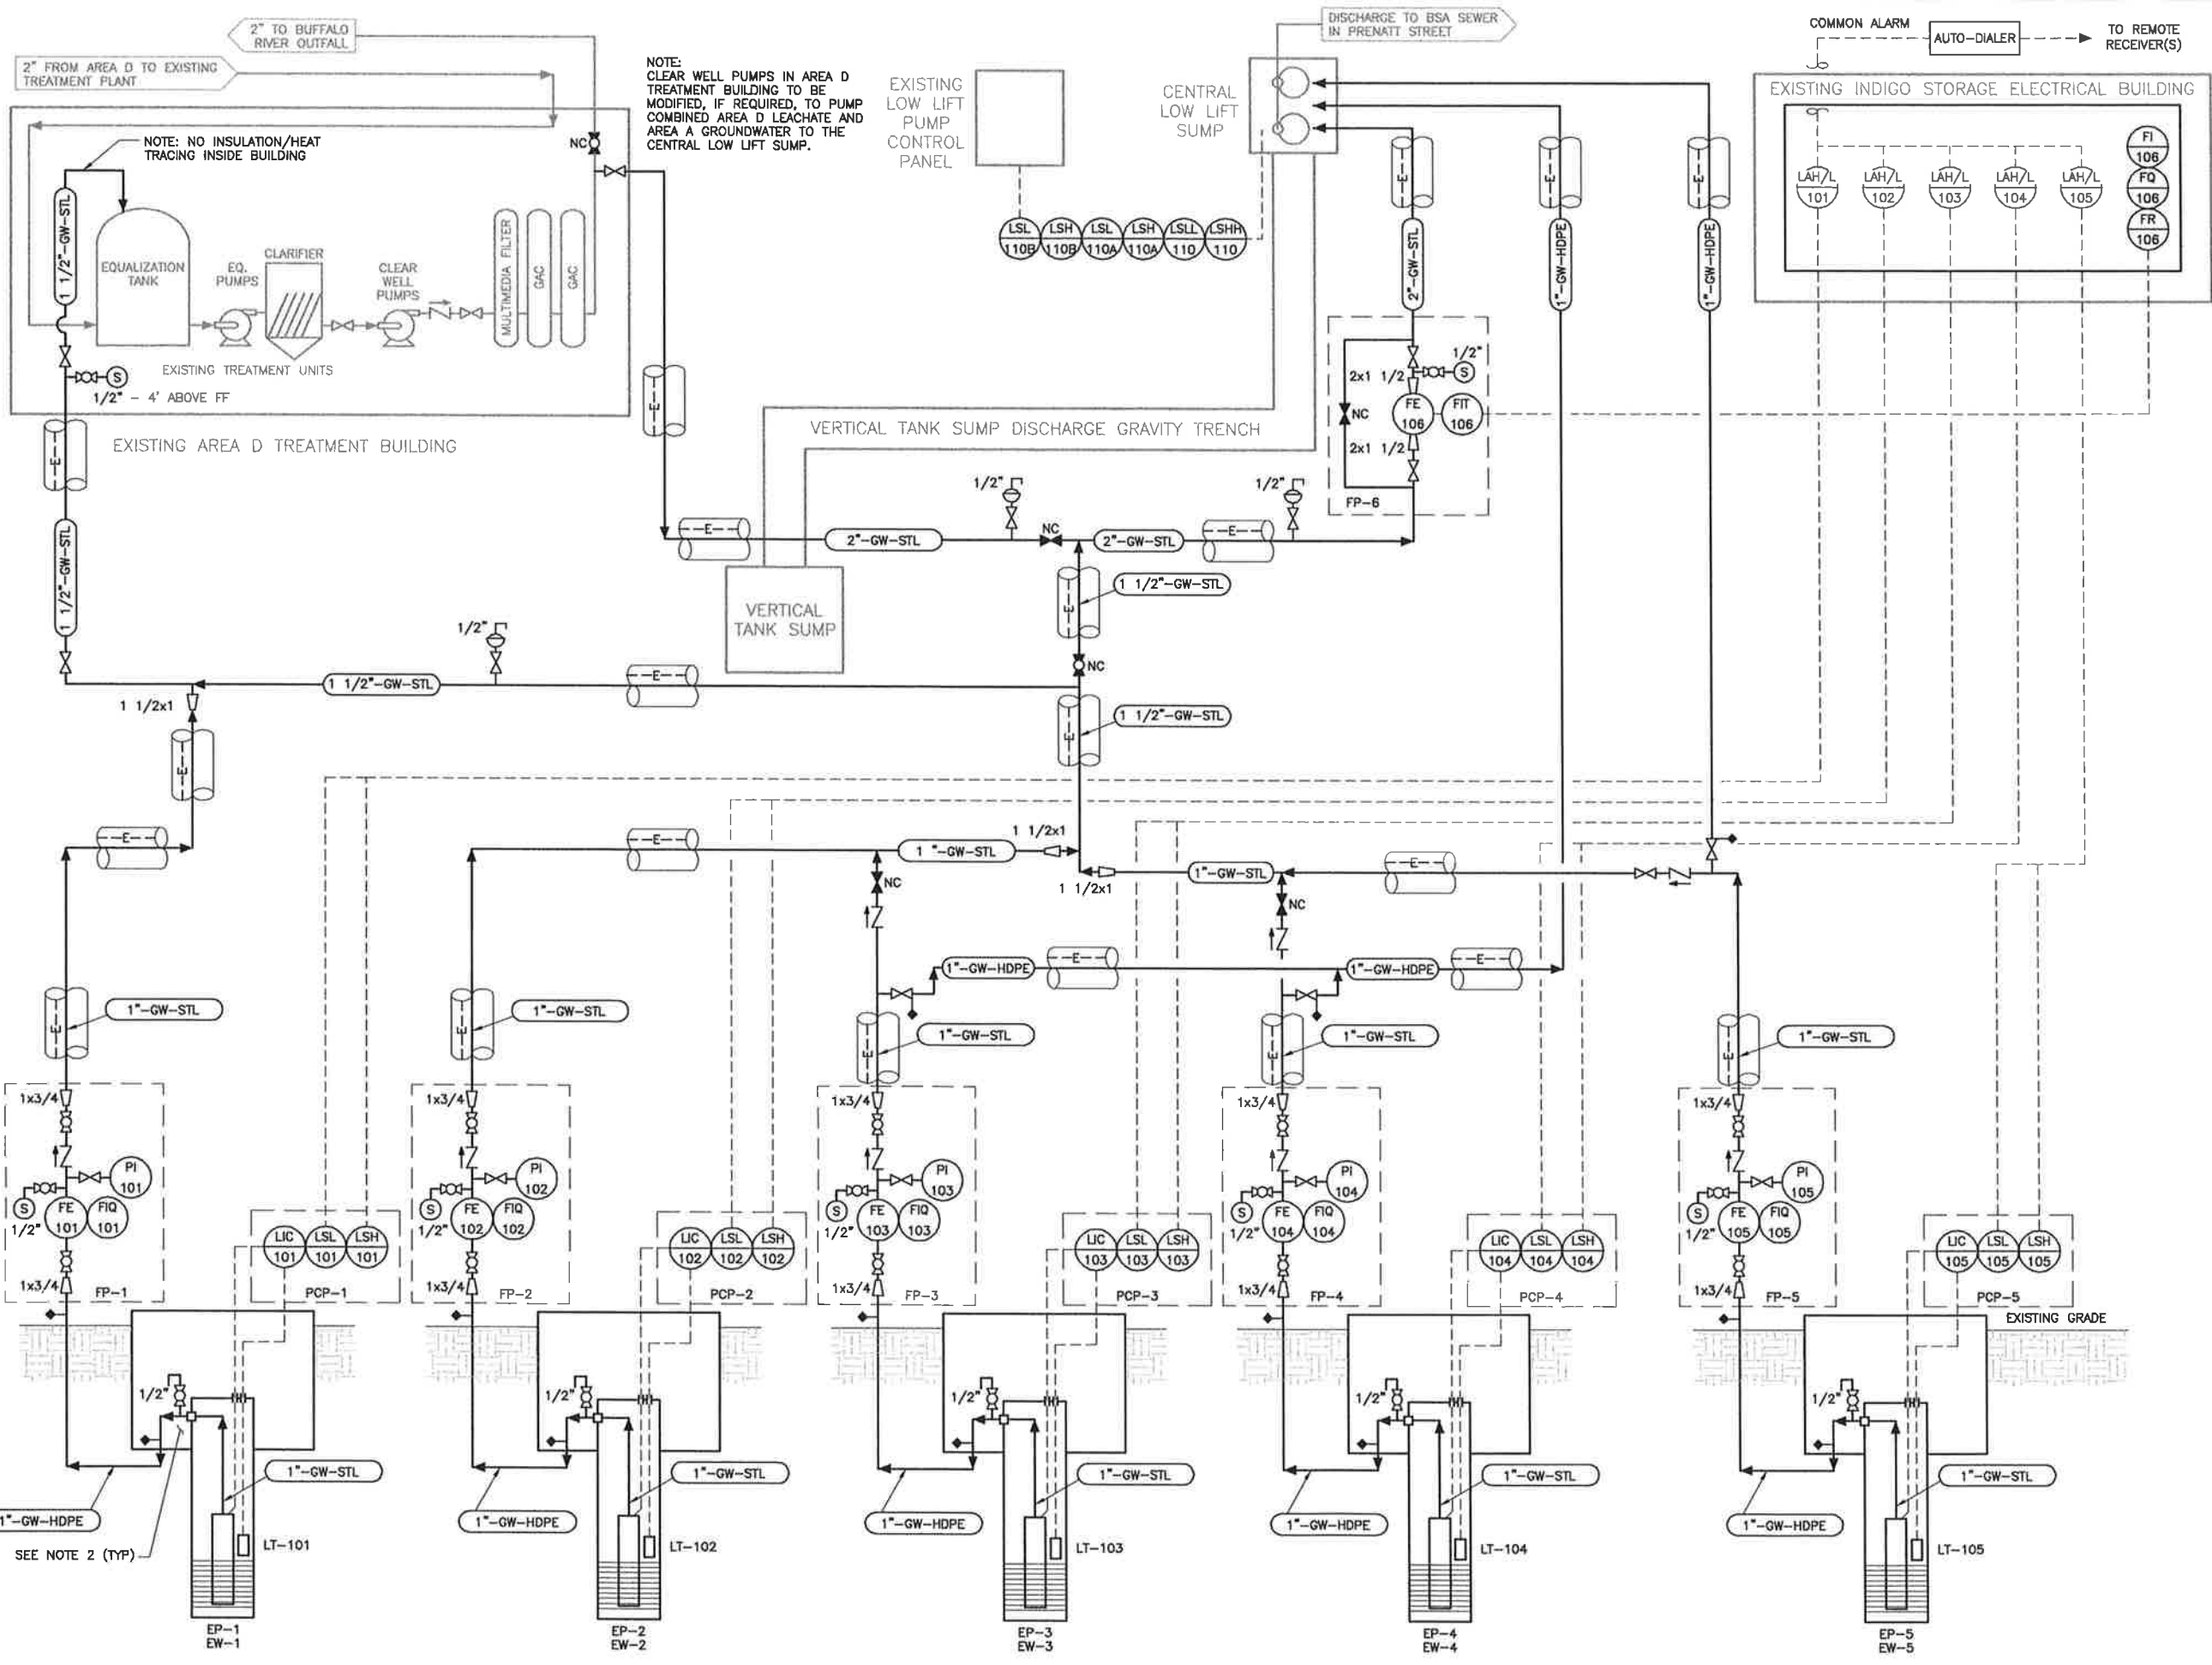 2" TO BUFFALO
RIVER OUTFALL
2" FROM AREA D TO EXISTING
TREATMENT PLANT
NOTE: NO INSULATION/HEAT
TRACING INSIDE BUILDING
NC
1 1/2"-GW-STL
EQUALIZATION
TANK
EQ.
PUMPS
CLARIFIER
CLEAR
WELL
PUMPS
MULTIMEDIA FILTER
GAC
GAC
EXISTING TREATMENT UNITS
S
1/2" - 4' ABOVE FF
EXISTING AREA D TREATMENT BUILDING
E
1 1/2"-GW-STL
NOTE:
CLEAR WELL PUMPS IN AREA D
TREATMENT BUILDING TO BE
MODIFIED, IF REQUIRED, TO PUMP
COMBINED AREA D LEACHATE AND
AREA A GROUNDWATER TO THE
CENTRAL LOW LIFT SUMP.
EXISTING
LOW LIFT
PUMP
CONTROL
PANEL
CENTRAL
LOW LIFT
SUMP
DISCHARGE TO BSA SEWER
IN PRENATT STREET
LSL
110B
LSH
110B
LSL
110A
LSH
110A
LSLL
110
LSHH
110
COMMON ALARM
AUTO-DIALER
TO REMOTE
RECEIVER(S)
EXISTING INDIGO STORAGE ELECTRICAL BUILDING
LAH/L
101
LAH/L
102
LAH/L
103
LAH/L
104
LAH/L
105
FI
106
FQ
106
FR
106
E
E
E
2"-GW-STL
1"-GW-HDPE
1"-GW-HDPE
1/2"
S
2x1 1/2
NC
FE
106
FIT
106
2x1 1/2
FP-6
E
VERTICAL TANK SUMP DISCHARGE GRAVITY TRENCH
VERTICAL
TANK SUMP
E
2"-GW-STL
1/2"
NC
2"-GW-STL
E
1/2"
E
1 1/2"-GW-STL
NC
1/2"
1 1/2"-GW-STL
E
E
1 1/2"-GW-STL
1 1/2x1
E
E
E
1 "-GW-STL
1 1/2x1
1 1/2x1
1"-GW-STL
E
NC
NC
1"-GW-HDPE
E
1"-GW-HDPE
E
E
1"-GW-STL
E
1"-GW-STL
E
1"-GW-STL
E
1"-GW-STL
E
1"-GW-STL
1x3/4
PI
101
S
1/2"
FE
101
FIQ
101
1x3/4
FP-1
LIC
101
LSL
101
LSH
101
PCP-1
1x3/4
PI
102
S
1/2"
FE
102
FIQ
102
1x3/4
FP-2
LIC
102
LSL
102
LSH
102
PCP-2
1x3/4
PI
103
S
1/2"
FE
103
FIQ
103
1x3/4
FP-3
LIC
103
LSL
103
LSH
103
PCP-3
1x3/4
PI
104
S
1/2"
FE
104
FIQ
104
1x3/4
FP-4
LIC
104
LSL
104
LSH
104
PCP-4
1x3/4
PI
105
S
1/2"
FE
105
FIQ
105
1x3/4
FP-5
LIC
105
LSL
105
LSH
105
PCP-5
EXISTING GRADE
1/2"
1"-GW-STL
1"-GW-HDPE
SEE NOTE 2 (TYP)
LT-101
EP-1
EW-1
1/2"
1"-GW-STL
1"-GW-HDPE
LT-102
EP-2
EW-2
1/2"
1"-GW-STL
1"-GW-HDPE
LT-103
EP-3
EW-3
1/2"
1"-GW-STL
1"-GW-HDPE
LT-104
EP-4
EW-4
1/2"
1"-GW-STL
1"-GW-HDPE
LT-105
EP-5
EW-5